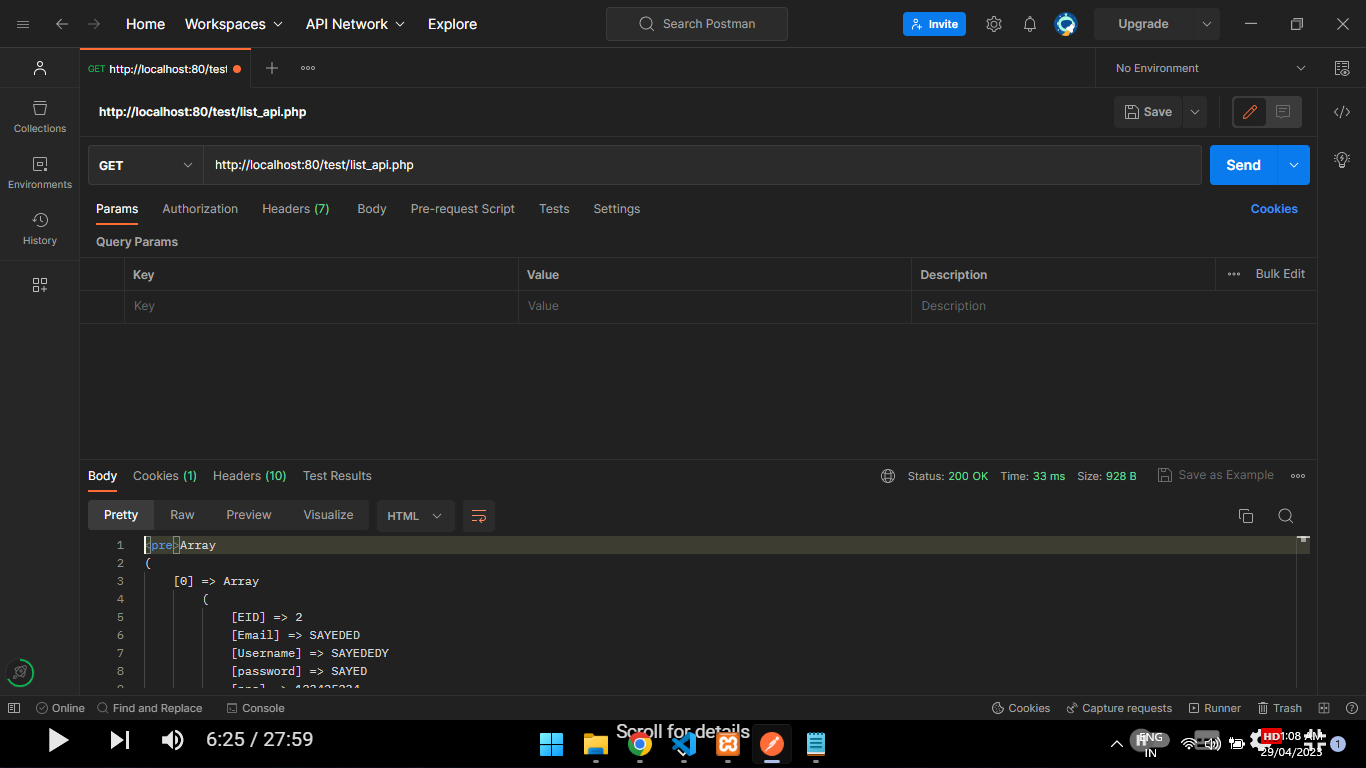 Home Workspaces API Network Explore Search Postman Invite Upgrade
GET http://localhost:80/test No Environment
http://localhost:80/test/list_api.php Save
GET http://localhost:80/test/list_api.php Send
Collections
Environments
History
Params Authorization Headers (7) Body Pre-request Script Tests Settings Cookies
Query Params
Key Value Description Bulk Edit
Key Value Description
Body Cookies (1) Headers (10) Test Results Status: 200 OK Time: 33 ms Size: 928 B Save as Example
Pretty Raw Preview Visualize HTML
1 <pre>Array
2 (
3 [0] => Array
4 (
5 [EID] => 2
6 [Email] => SAYEDED
7 [Username] => SAYEDEDY
8 [password] => SAYED
Online Find and Replace Console Cookies Capture requests Runner Trash
Scroll for details
6:25 / 27:59
ENG
IN
HD 1:08 AM
29/04/2023
1